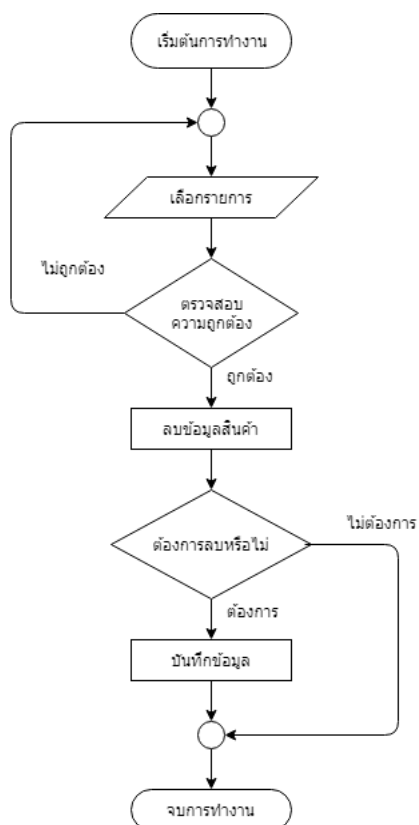 เริ่มต้นการทำงาน
เลือกรายการ
ไม่ถูกต้อง
ตรวจสอบ
ความถูกต้อง
ถูกต้อง
ลบข้อมูลสินค้า
ไม่ต้องการ
ต้องการลบหรือไม่
ต้องการ
บันทึกข้อมูล
จบการทำงาน